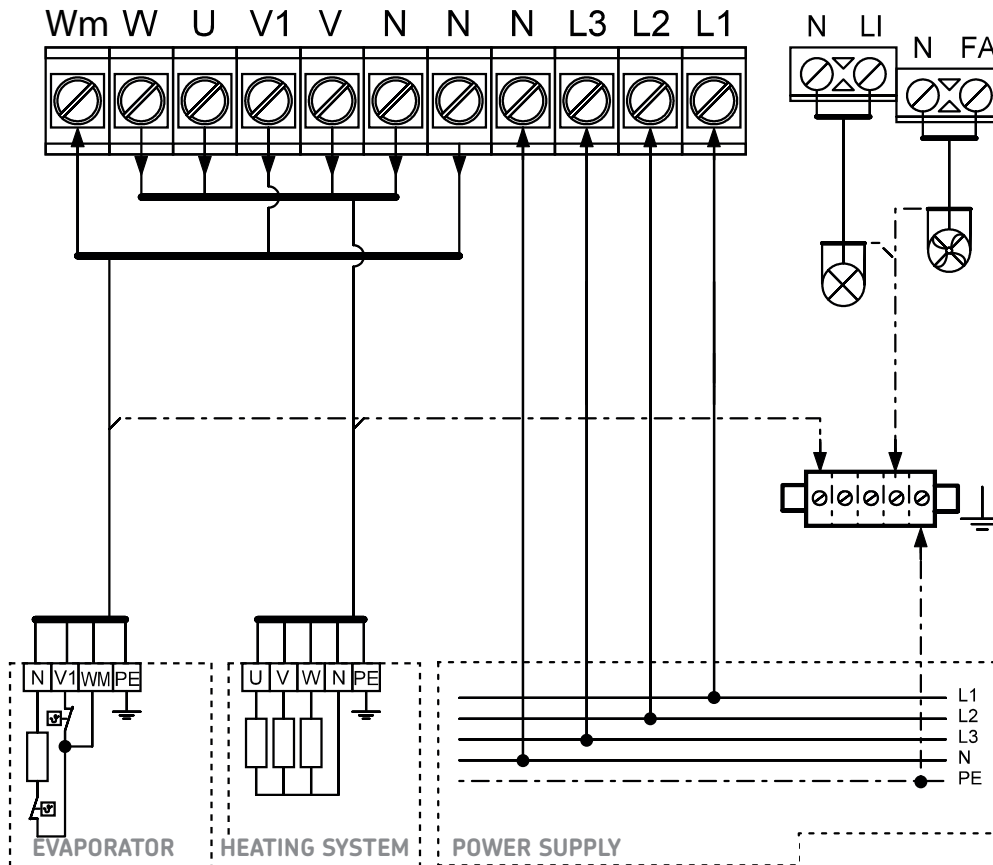 Wm W U V1 V N N N L3 L2 L1
N LI
N FA
N V1 WM PE
U V W N PE
L1
L2
L3
N
PE
EVAPORATOR
HEATING SYSTEM
POWER SUPPLY